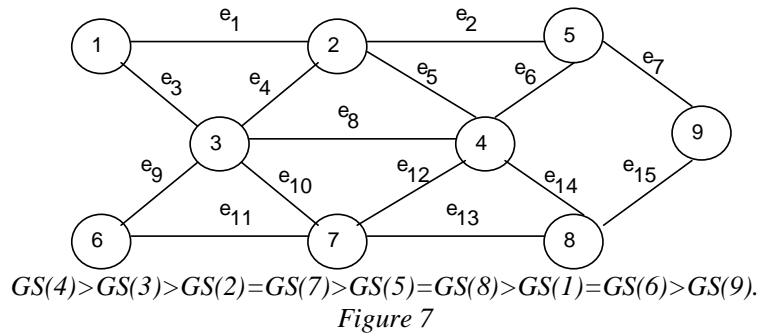 e1
e2
1
2
5
e3
e4
e5
e6
e7
e8
3
4
9
e9
e10
e12
e14
e15
e11
e13
6
7
8
GS(4)>GS(3)>GS(2)=GS(7)>GS(5)=GS(8)>GS(1)=GS(6)>GS(9).
Figure 7